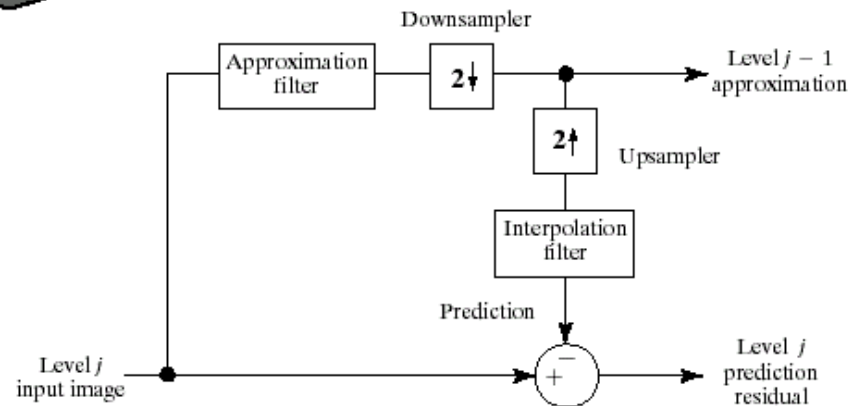 Downsampler
Approximation
filter
2↓
Level j − 1
approximation
2↑
Upsampler
Interpolation
filter
Prediction
−
+
Level j
input image
Level j
prediction
residual